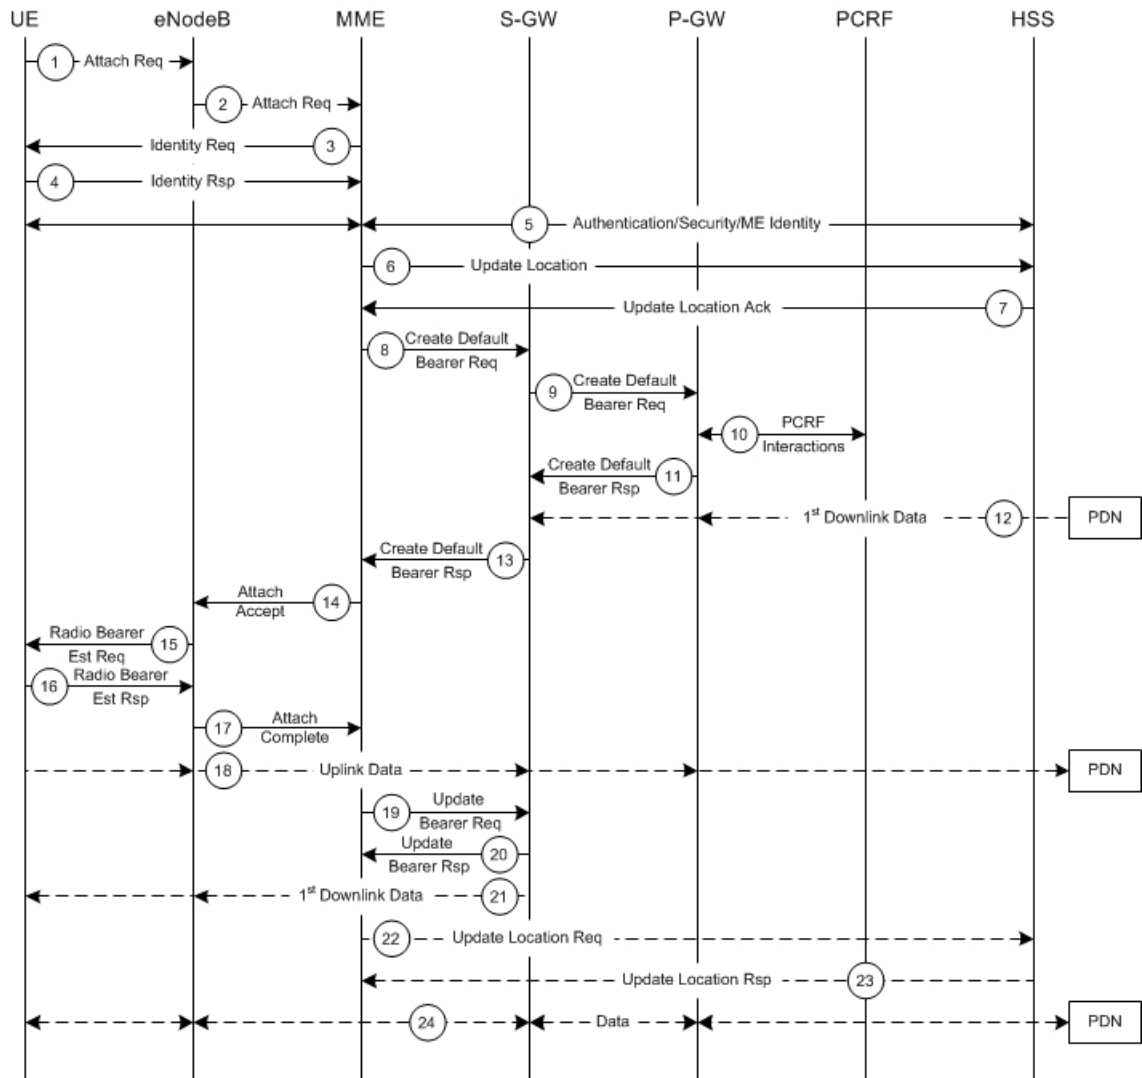 UE eNodeB MME S-GW P-GW PCRF HSS
1 Attach Req
2 Attach Req
Identity Req 3
4 Identity Rsp
5 Authentication/Security/ME Identity
6 Update Location
Update Location Ack 7
8 Create Default
Bearer Req
9 Create Default
Bearer Req
10 PCRF
Interactions
Create Default 11
Bearer Rsp
1st Downlink Data 12 PDN
Create Default 13
Bearer Rsp
Attach 14
Accept
Radio Bearer 15
Est Req
16 Radio Bearer
Est Rsp
17 Attach
Complete
18 Uplink Data PDN
19 Update
Bearer Req
Update 20
Bearer Rsp
1st Downlink Data 21
22 Update Location Req
Update Location Rsp 23
24 Data PDN